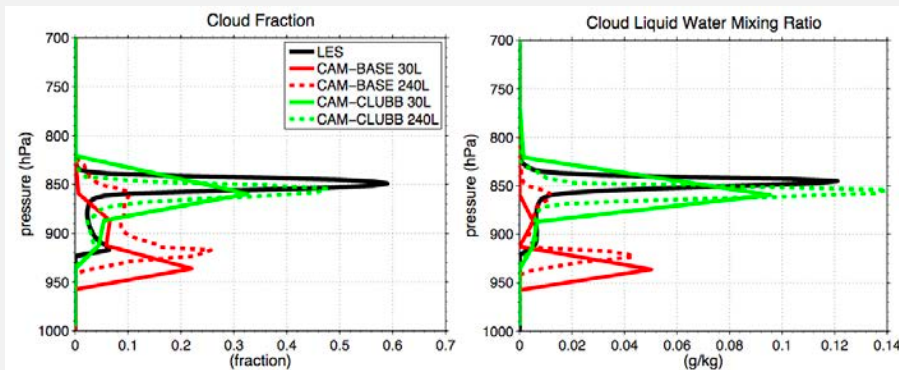 Cloud Fraction
700
750
800
850
900
950
1000
pressure (hPa)
0 0.1 0.2 0.3 0.4 0.5 0.6 0.7
(fraction)
LES
CAM-BASE 30L
CAM-BASE 240L
CAM-CLUBB 30L
CAM-CLUBB 240L
Cloud Liquid Water Mixing Ratio
700
750
800
850
900
950
1000
pressure (hPa)
0 0.02 0.04 0.06 0.08 0.1 0.12 0.14
(g/kg)